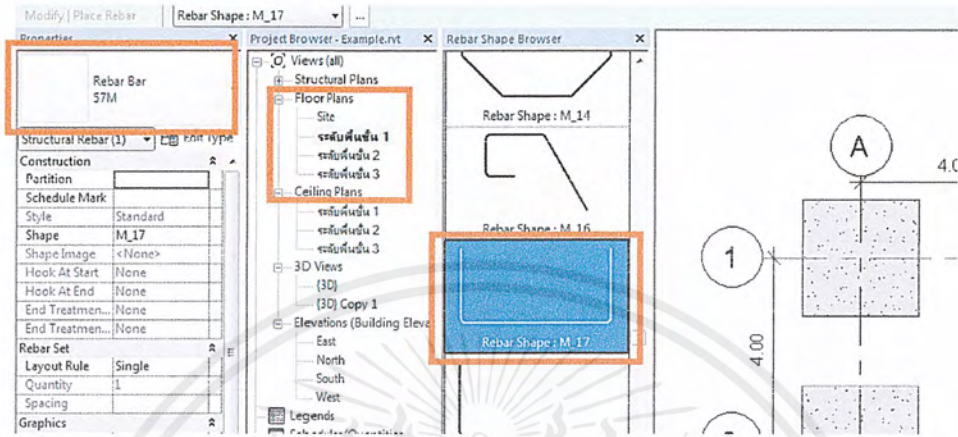 Modify | Place Rebar
Rebar Shape : M_17
...
Properties
Rebar Bar
57M
Structural Rebar (1)
Edit Type
Construction
Partition
Schedule Mark
Style Standard
Shape M_17
Shape Image <None>
Hook At Start None
Hook At End None
End Treatmen... None
End Treatmen... None
Rebar Set
Layout Rule Single
Quantity 1
Spacing
Graphics
Project Browser - Example.rvt
Views (all)
Structural Plans
Floor Plans
Site
ระดับพื้นชั้น 1
ระดับพื้นชั้น 2
ระดับพื้นชั้น 3
Ceiling Plans
ระดับพื้นชั้น 1
ระดับพื้นชั้น 2
ระดับพื้นชั้น 3
3D Views
{3D}
{3D} Copy 1
Elevations (Building Eleva
East
North
South
West
Legends
Schedules/Quantities
Rebar Shape Browser
Rebar Shape : M_14
Rebar Shape : M_16
Rebar Shape : M_17
A
4.0
1
4.00